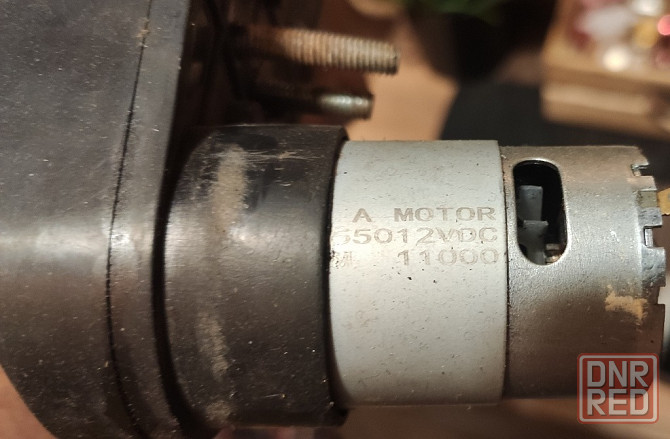 A MOTOR
55012VDC
M 11000
DNR
RED